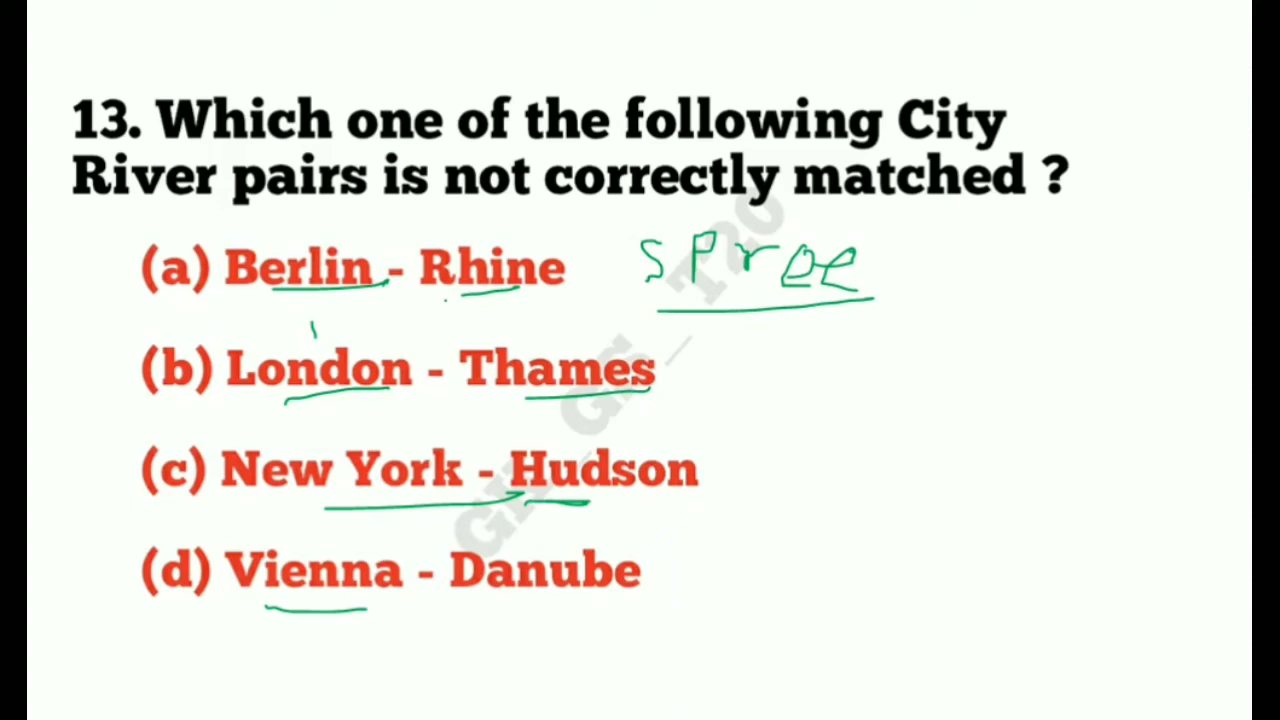 13. Which one of the following City
River pairs is not correctly matched ?
(a) Berlin - Rhine spree
(b) London - Thames
(c) New York - Hudson
(d) Vienna - Danube